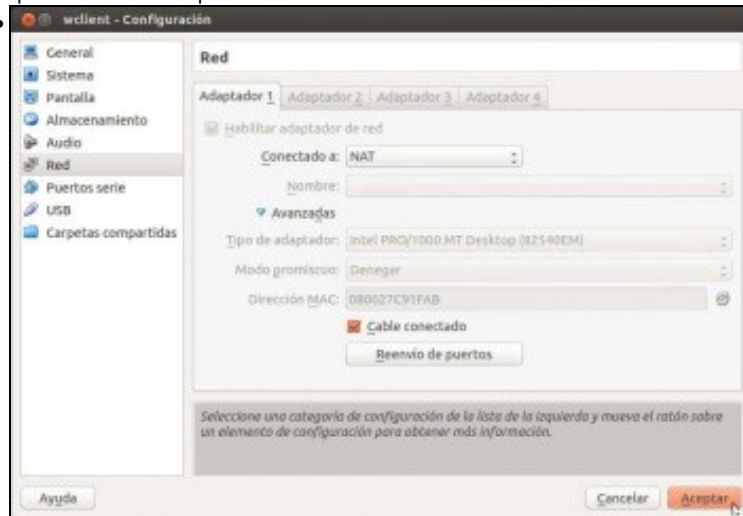 wclient - Configuración
General
Sistema
Pantalla
Almacenamiento
Audio
Red
Puertos serie
USB
Carpetas compartidas
Red
Adaptador 1 Adaptador 2 Adaptador 3 Adaptador 4
Habilitar adaptador de red
Conectado a: NAT
Nombre:
Avanzadas
Tipo de adaptador: Intel PRO/1000 MT Desktop (82540EM)
Modo promiscuo: Denegar
Dirección MAC: 080027C91FAB
Cable conectado
Reenvío de puertos
Seleccione una categoría de configuración de la lista de la izquierda y mueva el ratón sobre
un elemento de configuración para obtener más información.
Ayuda Cancelar Aceptar